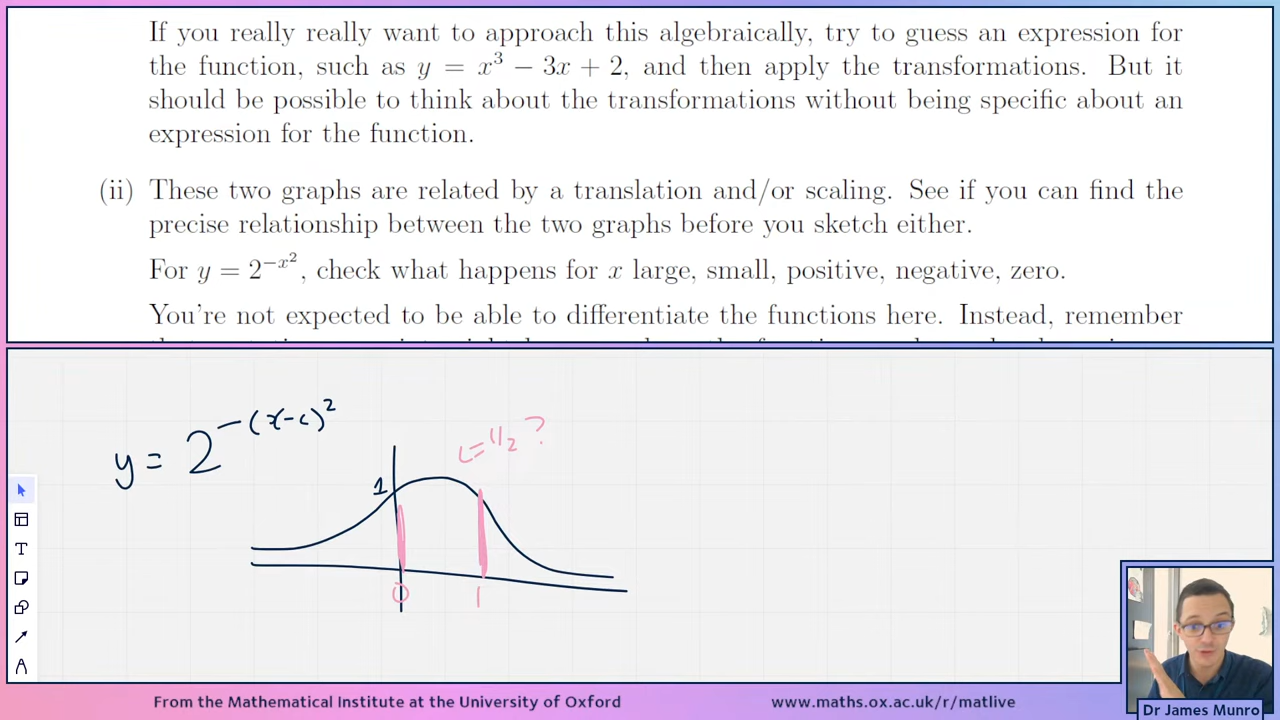 If you really really want to approach this algebraically, try to guess an expression for
the function, such as y = x³ − 3x + 2, and then apply the transformations. But it
should be possible to think about the transformations without being specific about an
expression for the function.
(ii) These two graphs are related by a translation and/or scaling. See if you can find the
precise relationship between the two graphs before you sketch either.
For y = 2^{-x²}, check what happens for x large, small, positive, negative, zero.
You're not expected to be able to differentiate the functions here. Instead, remember
y = 2^{-(x-c)²}
c=1/2 ?
1
0 1
From the Mathematical Institute at the University of Oxford
www.maths.ox.ac.uk/r/matlive
Dr James Munro